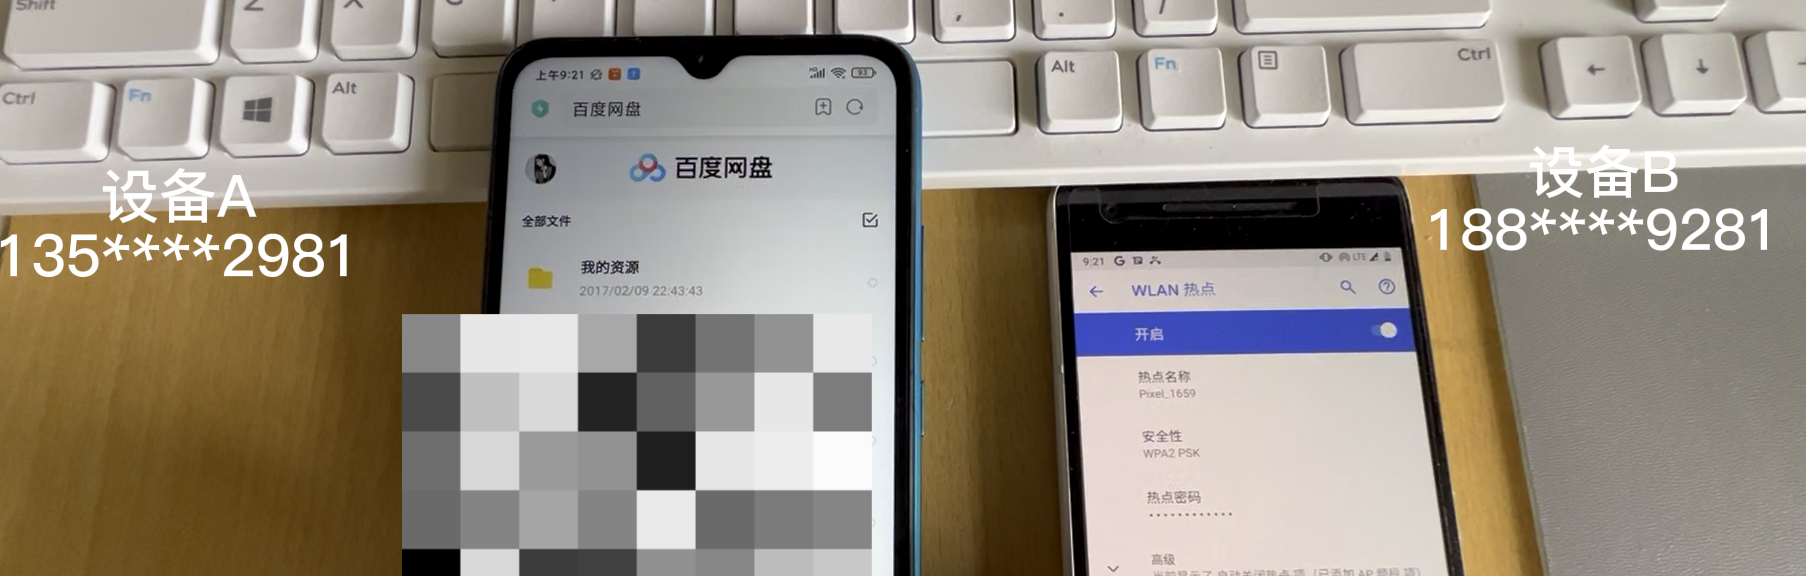 Shift
Z
X
C
Ctrl
Fn
Alt
Alt
Fn
Ctrl
设备A
135****2981
上午9:21
93
百度网盘
百度网盘
全部文件
我的资源
2017/02/09 22:43:43
设备B
188****9281
9:21
LTE
WLAN 热点
开启
热点名称
Pixel_1659
安全性
WPA2 PSK
热点密码
············
高级